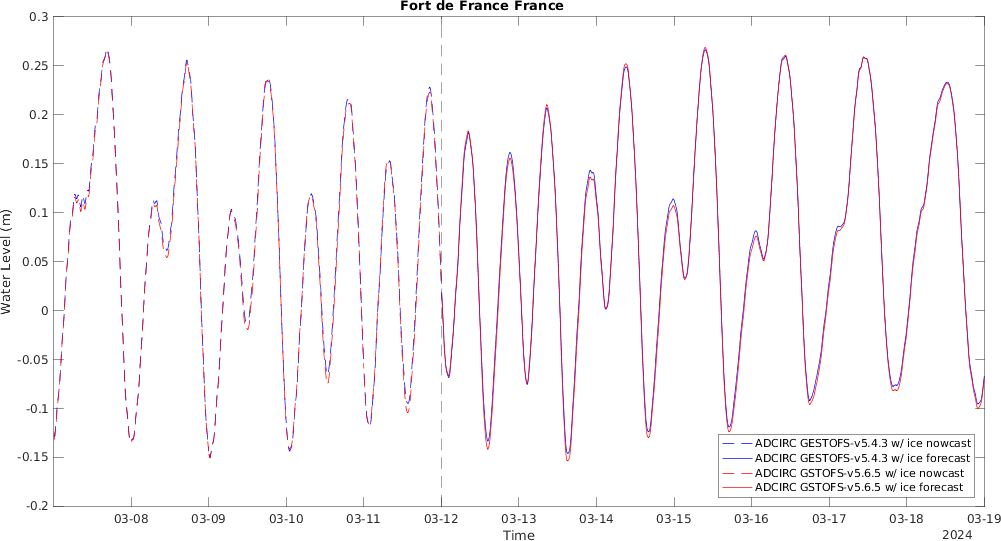 Fort de France France
0.3
0.25
0.2
0.15
0.1
0.05
0
-0.05
-0.1
-0.15
-0.2
Water Level (m)
ADCIRC GESTOFS-v5.4.3 w/ ice nowcast
ADCIRC GESTOFS-v5.4.3 w/ ice forecast
ADCIRC GSTOFS-v5.6.5 w/ ice nowcast
ADCIRC GSTOFS-v5.6.5 w/ ice forecast
03-08 03-09 03-10 03-11 03-12 03-13 03-14 03-15 03-16 03-17 03-18 03-19
Time
2024